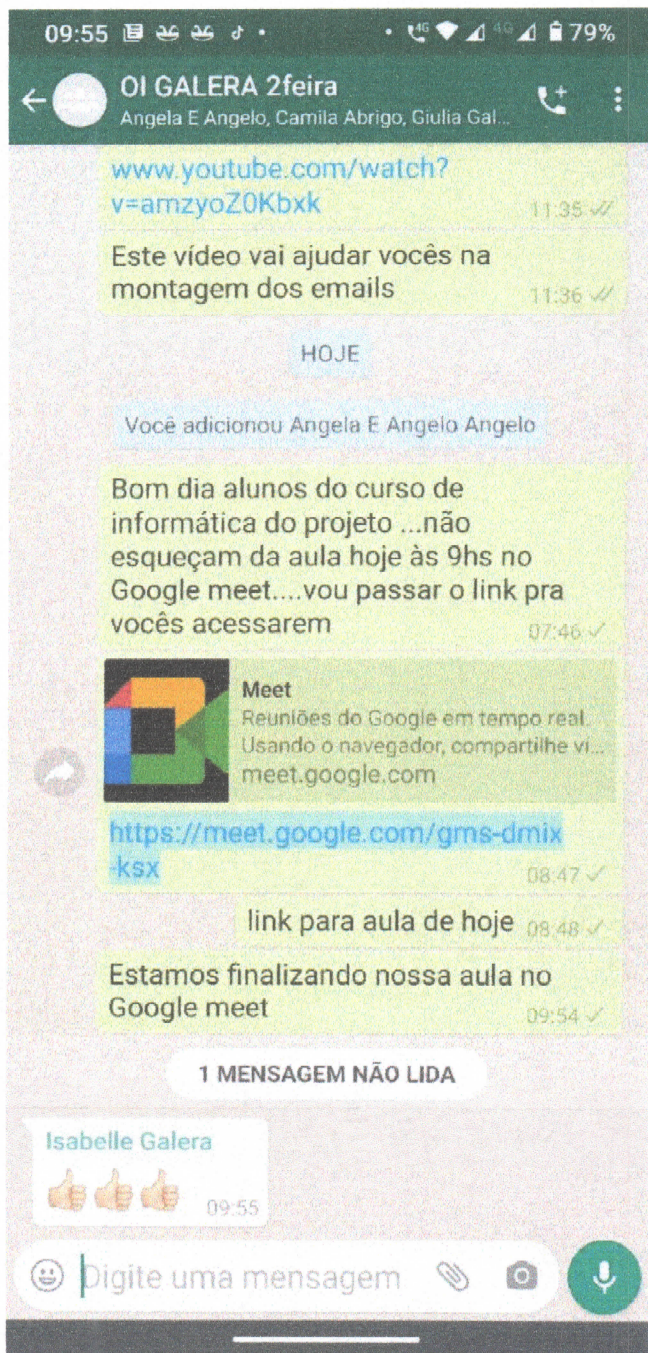 09:55 4G 4G 79%
OI GALERA 2feira
Angela E Angelo, Camila Abrigo, Giulia Gal...
www.youtube.com/watch?
v=amzyoZ0Kbxk 11:35
Este vídeo vai ajudar vocês na
montagem dos emails 11:36
HOJE
Você adicionou Angela E Angelo Angelo
Bom dia alunos do curso de
informática do projeto ...não
esqueçam da aula hoje às 9hs no
Google meet....vou passar o link pra
vocês acessarem 07:46
Meet
Reuniões do Google em tempo real.
Usando o navegador, compartilhe ví...
meet.google.com
https://meet.google.com/gms-dmix
-ksx 08:47
link para aula de hoje 08:48
Estamos finalizando nossa aula no
Google meet 09:54
1 MENSAGEM NÃO LIDA
Isabelle Galera
👍🏻👍🏻👍🏻 09:55
Digite uma mensagem